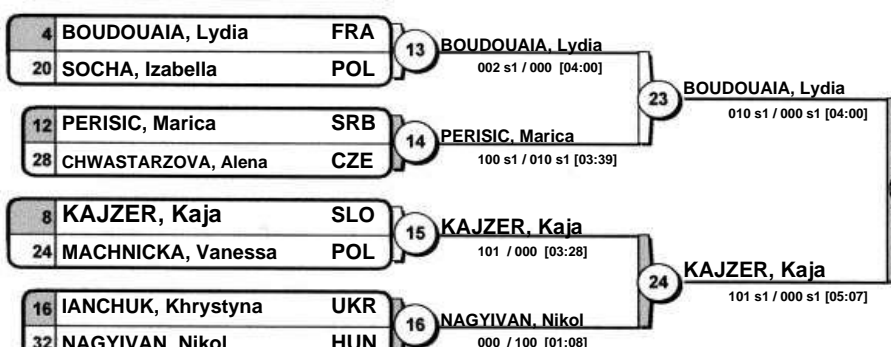 4 BOUDOUAIA, Lydia FRA
20 SOCHA, Izabella POL
13 BOUDOUAIA, Lydia
002 s1 / 000 [04:00]
23 BOUDOUAIA, Lydia
010 s1 / 000 s1 [04:00]
12 PERISIC, Marica SRB
28 CHWASTARZOVA, Alena CZE
14 PERISIC, Marica
100 s1 / 010 s1 [03:39]
8 KAJZER, Kaja SLO
24 MACHNICKA, Vanessa POL
15 KAJZER, Kaja
101 / 000 [03:28]
24 KAJZER, Kaja
101 s1 / 000 s1 [05:07]
16 IANCHUK, Khrystyna UKR
32 NAGYIVAN, Nikol HUN
16 NAGYIVAN, Nikol
000 / 100 [01:08]